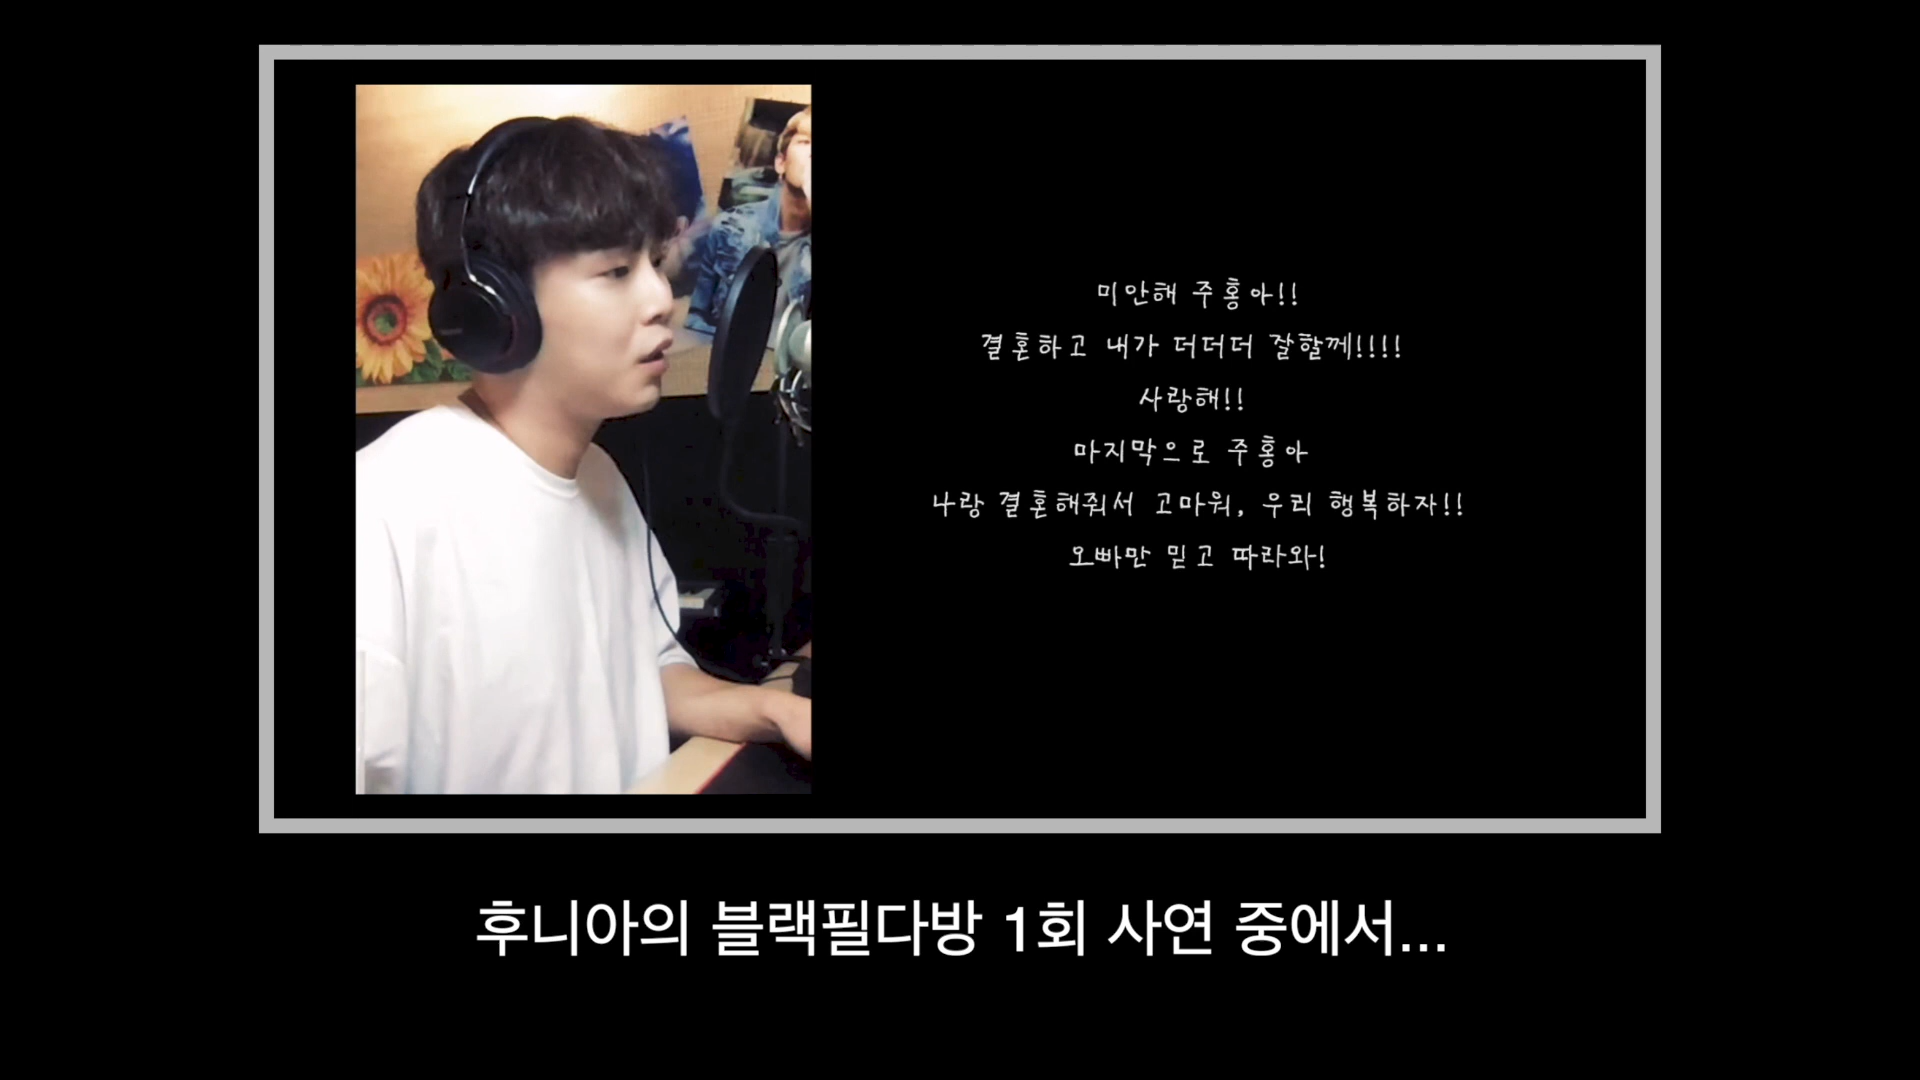 미안해 주홍아!!
결혼하고 내가 더더더 잘할께!!!!
사랑해!!
마지막으로 주홍아
나랑 결혼해줘서 고마워, 우리 행복하자!!
오빠만 믿고 따라와!
후니아의 블랙필다방 1회 사연 중에서...